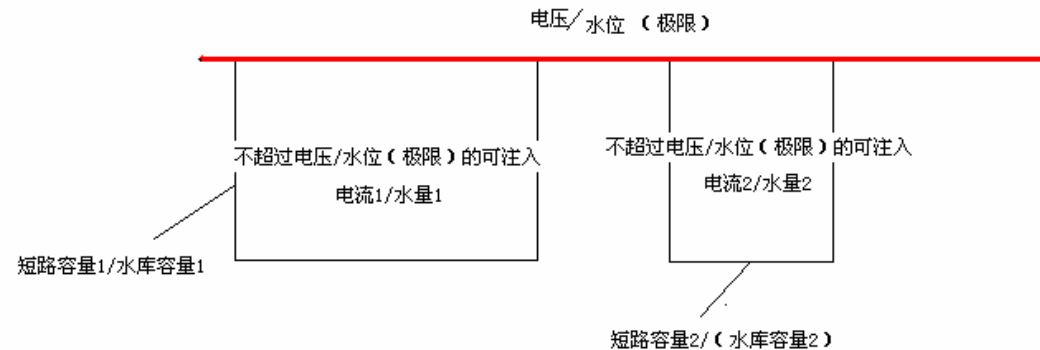 电压/水位（极限）
不超过电压/水位（极限）的可注入
电流1/水量1
不超过电压/水位（极限）的可注入
电流2/水量2
短路容量1/水库容量1
短路容量2/（水库容量2）